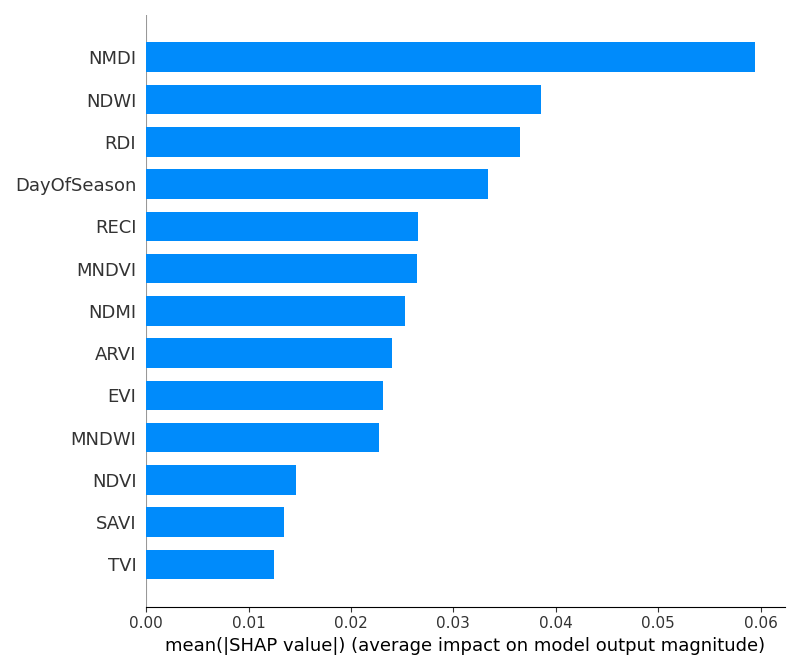 NMDI
NDWI
RDI
DayOfSeason
RECI
MNDVI
NDMI
ARVI
EVI
MNDWI
NDVI
SAVI
TVI
0.00 0.01 0.02 0.03 0.04 0.05 0.06
mean(|SHAP value|) (average impact on model output magnitude)